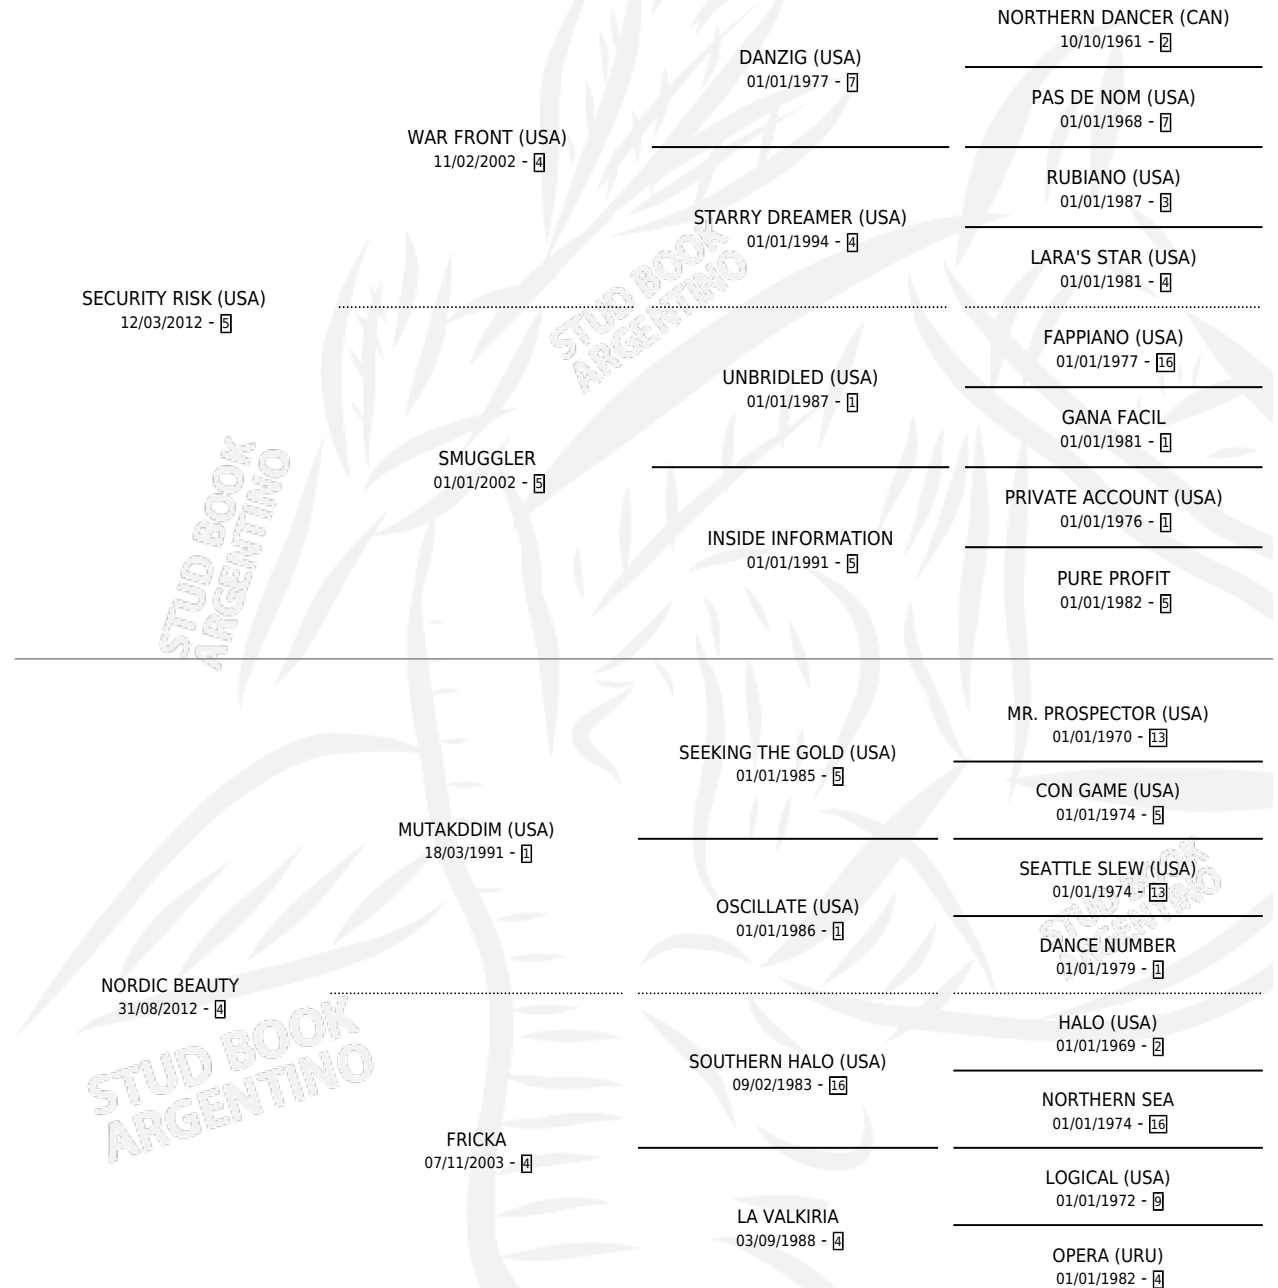 NORTHERN DANCER (CAN)
10/10/1961 - 2
DANZIG (USA)
01/01/1977 - 7
PAS DE NOM (USA)
01/01/1968 - 7
WAR FRONT (USA)
11/02/2002 - 4
RUBIANO (USA)
01/01/1987 - 3
STARRY DREAMER (USA)
01/01/1994 - 4
LARA'S STAR (USA)
01/01/1981 - 4
SECURITY RISK (USA)
12/03/2012 - 5
FAPPIANO (USA)
01/01/1977 - 16
UNBRIDLED (USA)
01/01/1987 - 1
GANA FACIL
01/01/1981 - 1
SMUGGLER
01/01/2002 - 5
PRIVATE ACCOUNT (USA)
01/01/1976 - 1
INSIDE INFORMATION
01/01/1991 - 5
PURE PROFIT
01/01/1982 - 5
MR. PROSPECTOR (USA)
01/01/1970 - 13
SEEKING THE GOLD (USA)
01/01/1985 - 5
CON GAME (USA)
01/01/1974 - 5
MUTAKDDIM (USA)
18/03/1991 - 1
SEATTLE SLEW (USA)
01/01/1974 - 13
OSCILLATE (USA)
01/01/1986 - 1
DANCE NUMBER
01/01/1979 - 1
NORDIC BEAUTY
31/08/2012 - 4
HALO (USA)
01/01/1969 - 2
SOUTHERN HALO (USA)
09/02/1983 - 16
NORTHERN SEA
01/01/1974 - 16
FRICKA
07/11/2003 - 4
LOGICAL (USA)
01/01/1972 - 9
LA VALKIRIA
03/09/1988 - 4
OPERA (URU)
01/01/1982 - 4
STUD BOOK
ARGENTINO
STUD BOOK
ARGENTINO
STUD BOOK
ARGENTINO
STUD BOOK
ARGENTINO